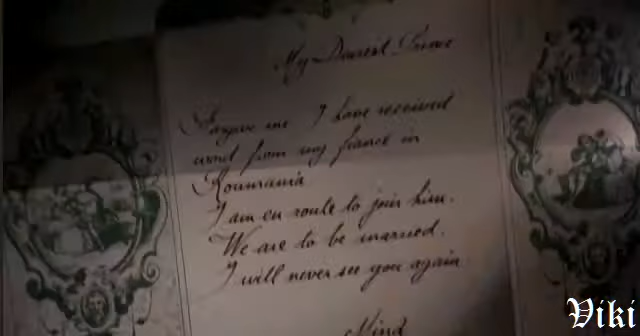 My Dearest Prince
Forgive me I have received
word from my fiancé in
Roumania
I am en route to join him.
We are to be married.
I will never see you again
Mina
Viki